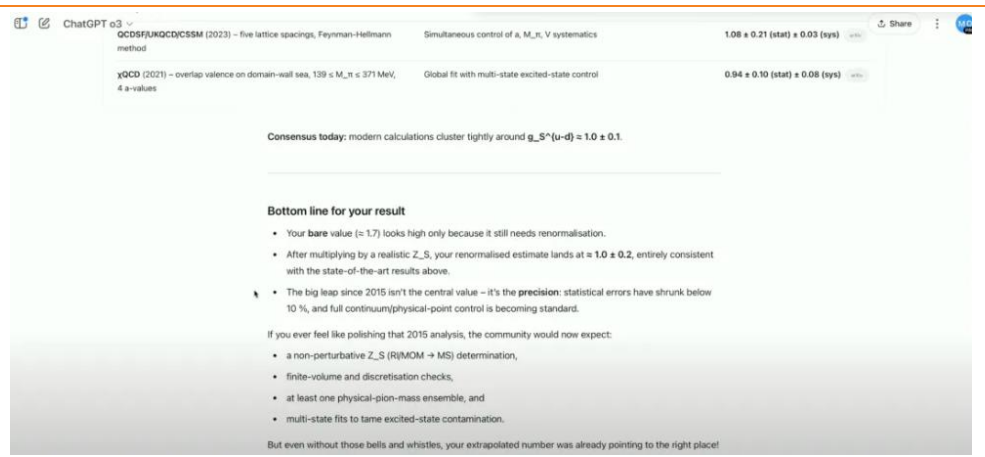 ChatGPT o3
Share
QCDSF/UKQCD/CSSM (2023) – five lattice spacings, Feynman-Hellmann
method
Simultaneous control of a, M_π, V systematics
1.08 ± 0.21 (stat) ± 0.03 (sys)
χQCD (2021) – overlap valence on domain-wall sea, 139 ≤ M_π ≤ 371 MeV,
4 a-values
Global fit with multi-state excited-state control
0.94 ± 0.10 (stat) ± 0.08 (sys)
Consensus today: modern calculations cluster tightly around g_S^{u-d} ≈ 1.0 ± 0.1.
Bottom line for your result
• Your bare value (≈ 1.7) looks high only because it still needs renormalisation.
• After multiplying by a realistic Z_S, your renormalised estimate lands at ≈ 1.0 ± 0.2, entirely consistent
with the state-of-the-art results above.
• The big leap since 2015 isn't the central value – it's the precision: statistical errors have shrunk below
10 %, and full continuum/physical-point control is becoming standard.
If you ever feel like polishing that 2015 analysis, the community would now expect:
• a non-perturbative Z_S (RI/MOM → MS) determination,
• finite-volume and discretisation checks,
• at least one physical-pion-mass ensemble, and
• multi-state fits to tame excited-state contamination.
But even without those bells and whistles, your extrapolated number was already pointing to the right place!